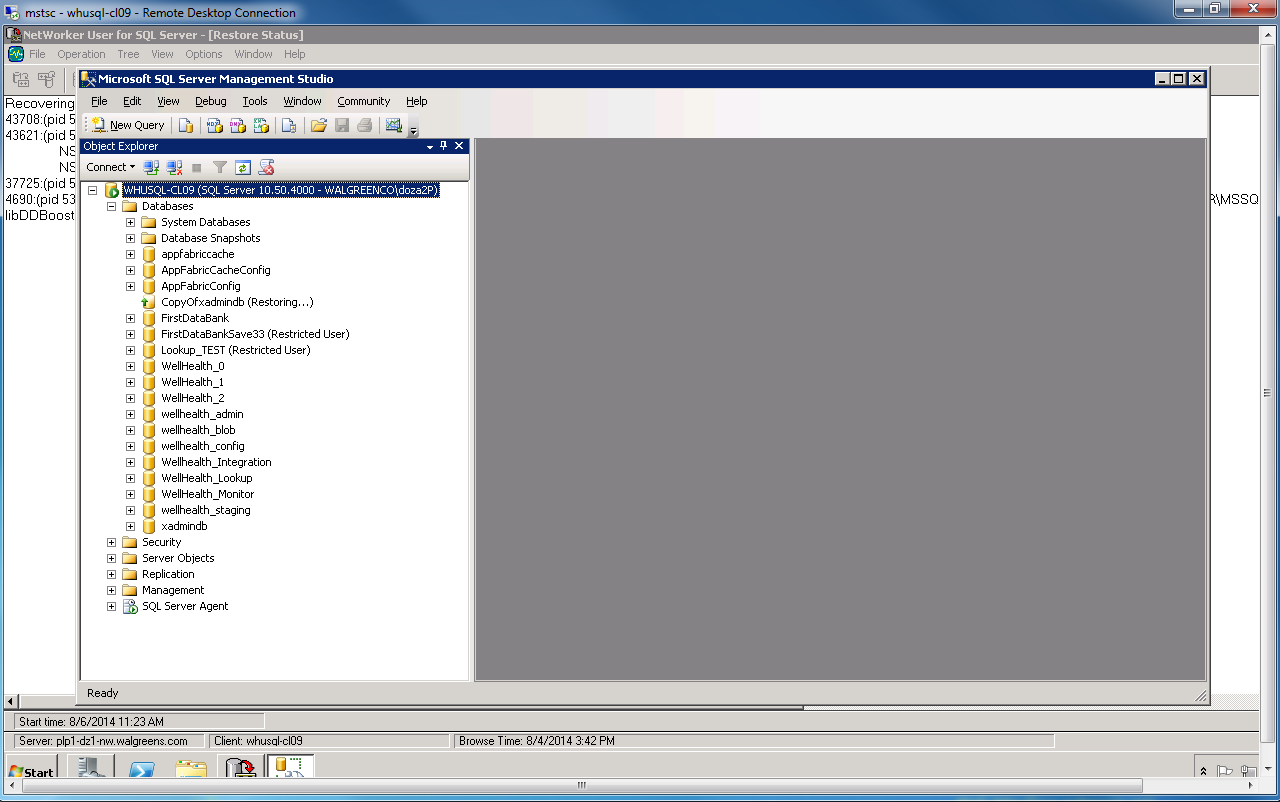 mstsc - whusql-cl09 - Remote Desktop Connection
NetWorker User for SQL Server - [Restore Status]
File Operation Tree View Options Window Help
Microsoft SQL Server Management Studio
File Edit View Debug Tools Window Community Help
New Query
Object Explorer
Connect
Recovering
43708:(pid 5
43621:(pid 5
NS
NS
37725:(pid 5
4690:(pid 53
libDDBoost
R\MSSQ
WHUSQL-CL09 (SQL Server 10.50.4000 - WALGREENCO\doza2P)
Databases
System Databases
Database Snapshots
appfabriccache
AppFabricCacheConfig
AppFabricConfig
CopyOfxadmindb (Restoring...)
FirstDataBank
FirstDataBankSave33 (Restricted User)
Lookup_TEST (Restricted User)
WellHealth_0
WellHealth_1
WellHealth_2
wellhealth_admin
wellhealth_blob
wellhealth_config
Wellhealth_Integration
WellHealth_Lookup
WellHealth_Monitor
wellhealth_staging
xadmindb
Security
Server Objects
Replication
Management
SQL Server Agent
Ready
Start time: 8/6/2014 11:23 AM
Server: plp1-dz1-nw.walgreens.com Client: whusql-cl09 Browse Time: 8/4/2014 3:42 PM
Start